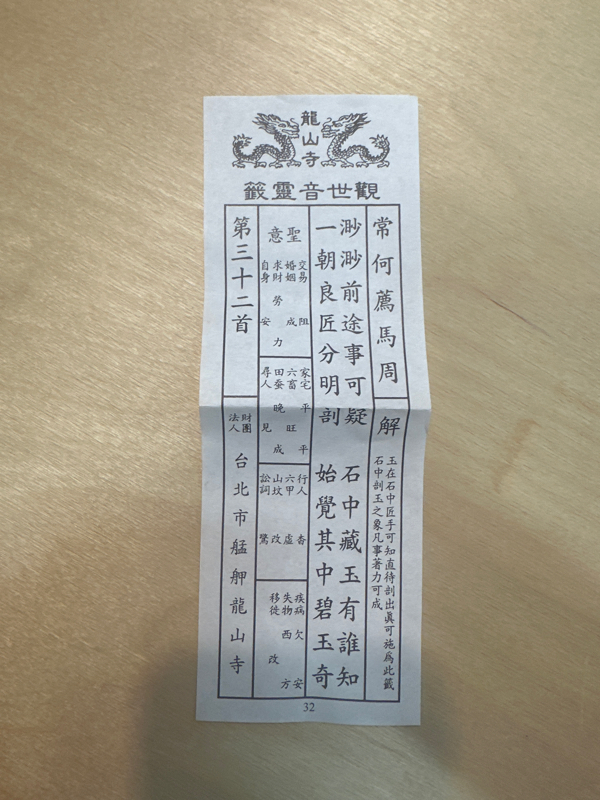 龍山寺
觀世音靈籤
常何薦馬周
解
玉在石中匠手可知直待剖出眞可施為此籤
石中剖玉之象凡事著力可成
渺渺前途事可疑 石中藏玉有誰知
一朝良匠分明剖 始覺其中碧玉奇
聖意
交易 阻
婚姻 成
求財 勞力
自身 安
家宅 平平
六畜 旺
田蚕 晚成
尋人 見
行人 杳
六甲 虛
山坟 改
訟詞 驚
疾病 欠安
失物 西方
移徙 改
第三十二首
財團
法人
台北市艋舺龍山寺
32